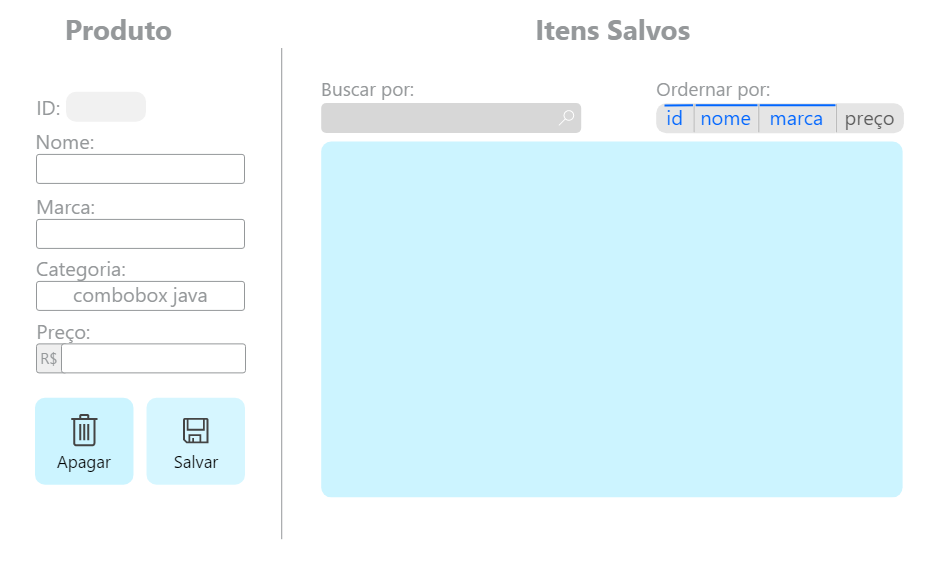 Produto
ID:
Nome:
Marca:
Categoria:
combobox java
Preço:
R$
Apagar
Salvar
Itens Salvos
Buscar por:
Ordernar por:
id nome marca preço